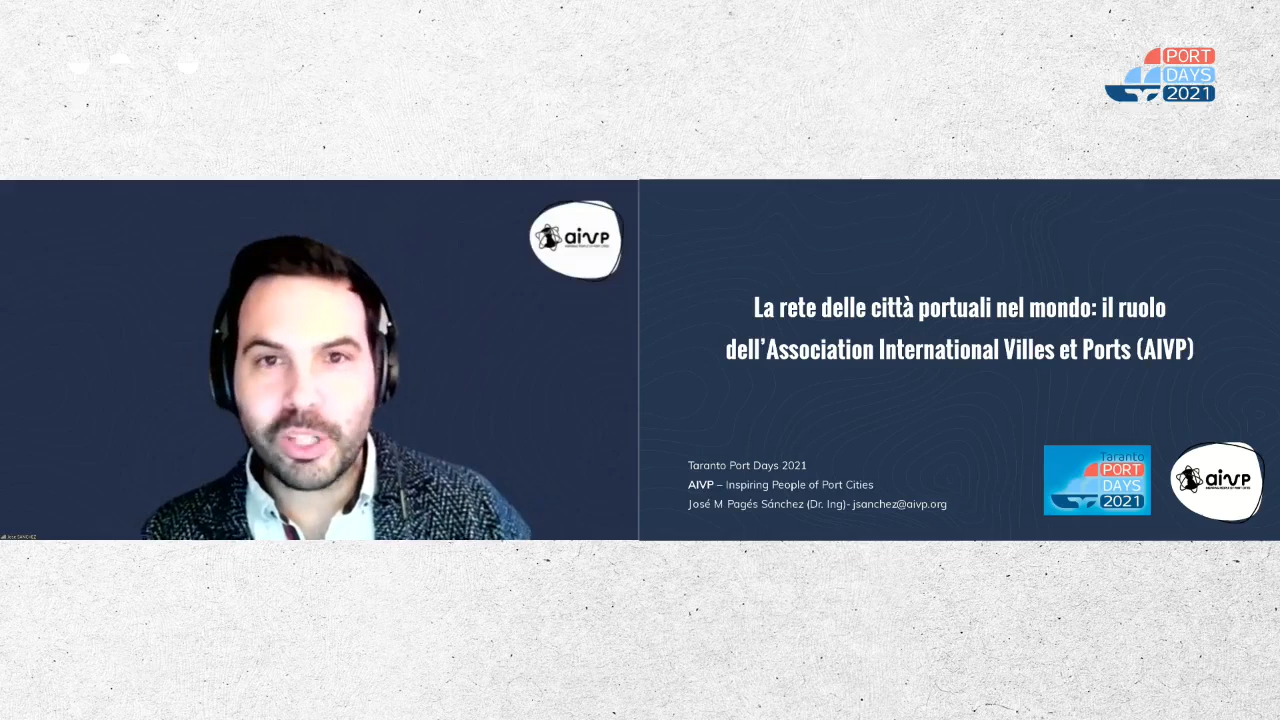 Taranto
PORT
DAYS
2021
aivp
La rete delle città portuali nel mondo: il ruolo
dell’Association International Villes et Ports (AIVP)
Taranto Port Days 2021
AIVP – Inspiring People of Port Cities
José M Pagés Sánchez (Dr. Ing)- jsanchez@aivp.org
Taranto
PORT
DAYS
2021
aivp
Jose SANCHEZ